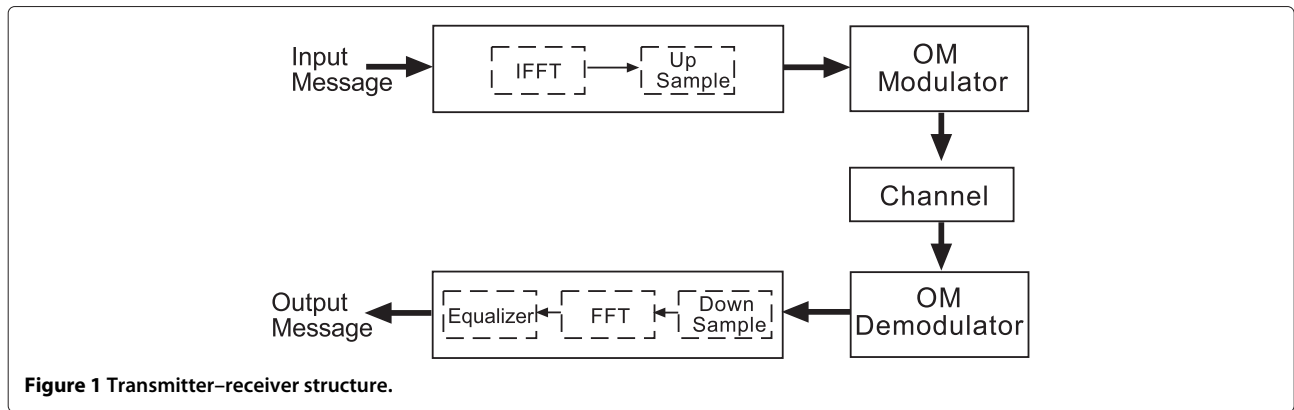 Input
Message
IFFT
Up
Sample
OM
Modulator
Channel
OM
Demodulator
Down
Sample
FFT
Equalizer
Output
Message
Figure 1 Transmitter–receiver structure.